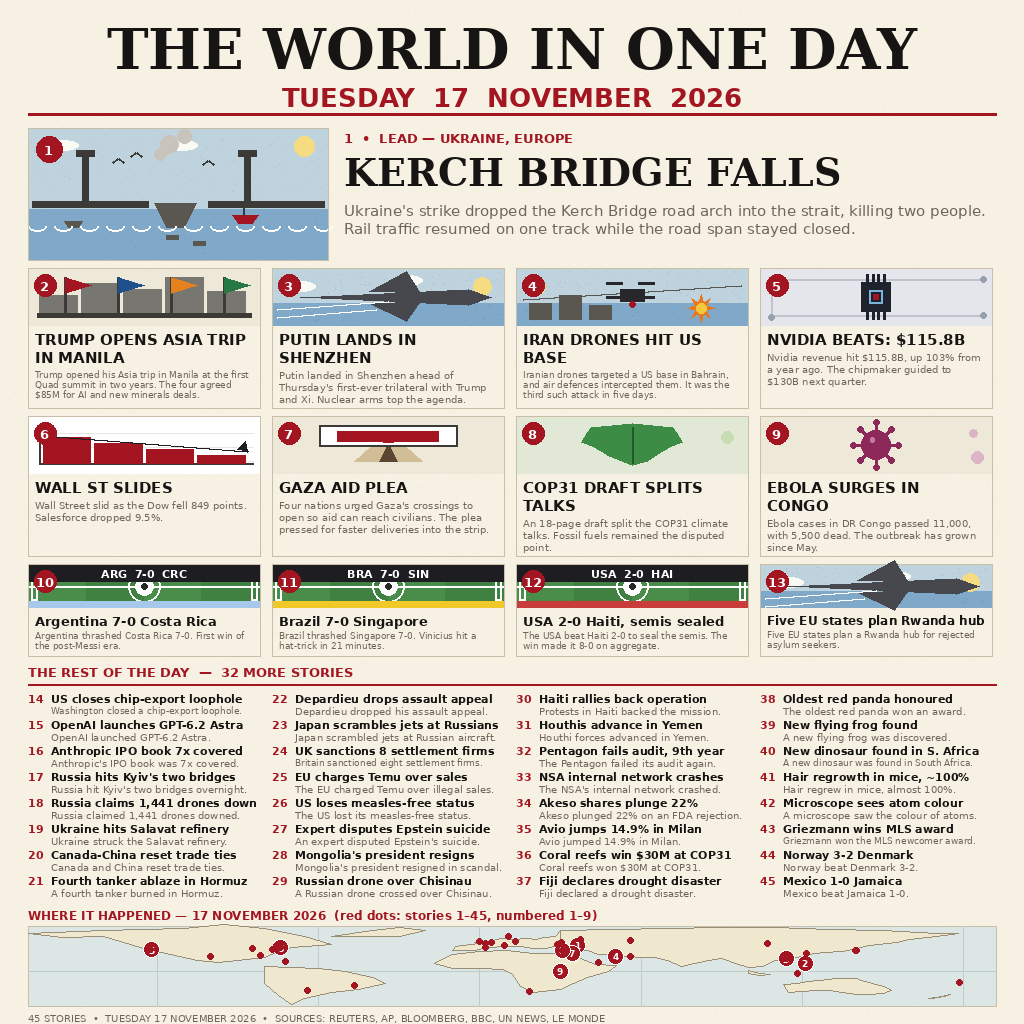 THE WORLD IN ONE DAY
TUESDAY 17 NOVEMBER 2026
1
1 • LEAD — UKRAINE, EUROPE
KERCH BRIDGE FALLS
Ukraine's strike dropped the Kerch Bridge road arch into the strait, killing two people.
Rail traffic resumed on one track while the road span stayed closed.
2
TRUMP OPENS ASIA TRIP
IN MANILA
Trump opened his Asia trip in Manila at the first
Quad summit in two years. The four agreed
$85M for AI and new minerals deals.
3
PUTIN LANDS IN
SHENZHEN
Putin landed in Shenzhen ahead of
Thursday's first-ever trilateral with Trump
and Xi. Nuclear arms top the agenda.
4
IRAN DRONES HIT US
BASE
Iranian drones targeted a US base in Bahrain,
and air defences intercepted them. It was the
third such attack in five days.
5
NVIDIA BEATS: $115.8B
Nvidia revenue hit $115.8B, up 103% from
a year ago. The chipmaker guided to
$130B next quarter.
6
WALL ST SLIDES
Wall Street slid as the Dow fell 849 points.
Salesforce dropped 9.5%.
7
GAZA AID PLEA
Four nations urged Gaza's crossings to
open so aid can reach civilians. The plea
pressed for faster deliveries into the strip.
8
COP31 DRAFT SPLITS
TALKS
An 18-page draft split the COP31 climate
talks. Fossil fuels remained the disputed
point.
9
EBOLA SURGES IN
CONGO
Ebola cases in DR Congo passed 11,000,
with 5,500 dead. The outbreak has grown
since May.
10
ARG 7-0 CRC
Argentina 7-0 Costa Rica
Argentina thrashed Costa Rica 7-0. First win of
the post-Messi era.
11
BRA 7-0 SIN
Brazil 7-0 Singapore
Brazil thrashed Singapore 7-0. Vinicius hit a
hat-trick in 21 minutes.
12
USA 2-0 HAI
USA 2-0 Haiti, semis sealed
The USA beat Haiti 2-0 to seal the semis. The
win made it 8-0 on aggregate.
13
Five EU states plan Rwanda hub
Five EU states plan a Rwanda hub for rejected
asylum seekers.
THE REST OF THE DAY — 32 MORE STORIES
14 US closes chip-export loophole
Washington closed a chip-export loophole.
15 OpenAI launches GPT-6.2 Astra
OpenAI launched GPT-6.2 Astra.
16 Anthropic IPO book 7x covered
Anthropic's IPO book was 7x covered.
17 Russia hits Kyiv's two bridges
Russia hit Kyiv's two bridges overnight.
18 Russia claims 1,441 drones down
Russia claimed 1,441 drones downed.
19 Ukraine hits Salavat refinery
Ukraine struck the Salavat refinery.
20 Canada-China reset trade ties
Canada and China reset trade ties.
21 Fourth tanker ablaze in Hormuz
A fourth tanker burned in Hormuz.
22 Depardieu drops assault appeal
Depardieu dropped his assault appeal.
23 Japan scrambles jets at Russians
Japan scrambled jets at Russian aircraft.
24 UK sanctions 8 settlement firms
Britain sanctioned eight settlement firms.
25 EU charges Temu over sales
The EU charged Temu over illegal sales.
26 US loses measles-free status
The US lost its measles-free status.
27 Expert disputes Epstein suicide
An expert disputed Epstein's suicide.
28 Mongolia's president resigns
Mongolia's president resigned in scandal.
29 Russian drone over Chisinau
A Russian drone crossed over Chisinau.
30 Haiti rallies back operation
Protests in Haiti backed the mission.
31 Houthis advance in Yemen
Houthi forces advanced in Yemen.
32 Pentagon fails audit, 9th year
The Pentagon failed its audit again.
33 NSA internal network crashes
The NSA's internal network crashed.
34 Akeso shares plunge 22%
Akeso plunged 22% on an FDA rejection.
35 Avio jumps 14.9% in Milan
Avio jumped 14.9% in Milan.
36 Coral reefs win $30M at COP31
Coral reefs won $30M at COP31.
37 Fiji declares drought disaster
Fiji declared a drought disaster.
38 Oldest red panda honoured
The oldest red panda won an award.
39 New flying frog found
A new flying frog was discovered.
40 New dinosaur found in S. Africa
A new dinosaur was found in South Africa.
41 Hair regrowth in mice, ~100%
Hair regrew in mice, almost 100%.
42 Microscope sees atom colour
A microscope saw the colour of atoms.
43 Griezmann wins MLS award
Griezmann won the MLS newcomer award.
44 Norway 3-2 Denmark
Norway beat Denmark 3-2.
45 Mexico 1-0 Jamaica
Mexico beat Jamaica 1-0.
WHERE IT HAPPENED — 17 NOVEMBER 2026 (red dots: stories 1–45, numbered 1–9)
7
4
9
2
45 STORIES • TUESDAY 17 NOVEMBER 2026 • SOURCES: REUTERS, AP, BLOOMBERG, BBC, UN NEWS, LE MONDE